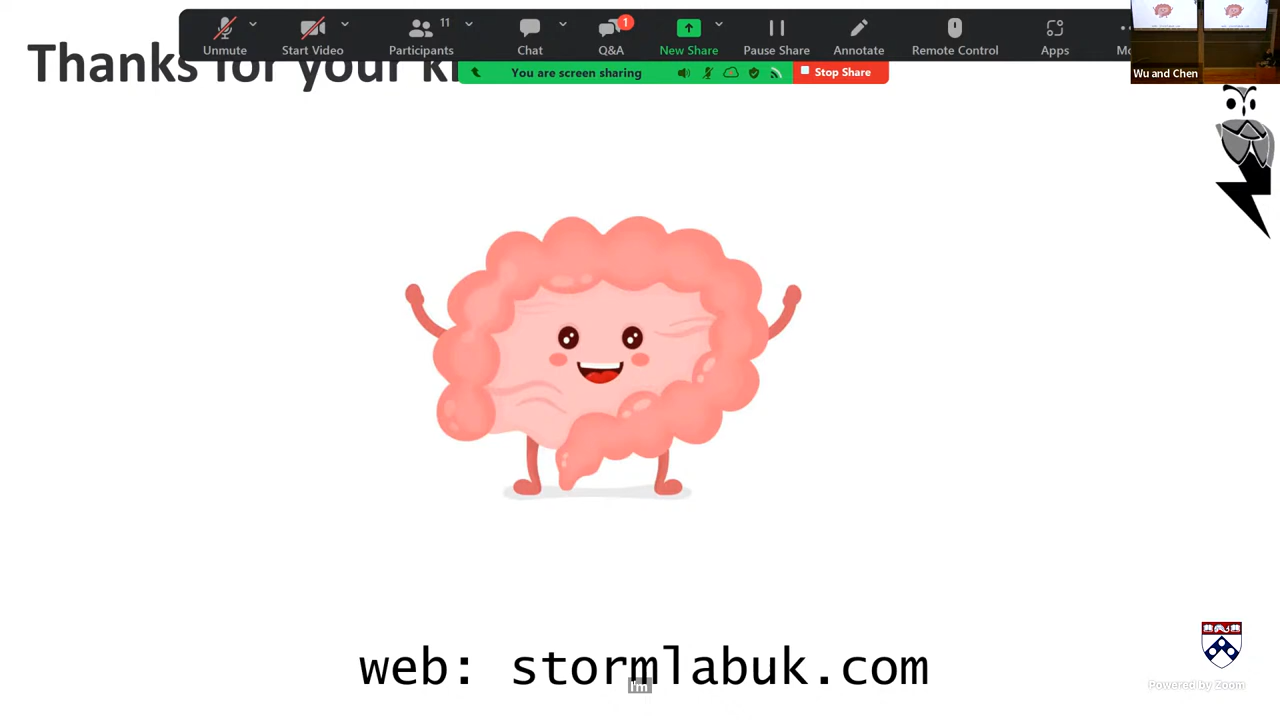 11
1
Unmute Start Video Participants Chat Q&A New Share Pause Share Annotate Remote Control Apps
You are screen sharing Stop Share
Thanks for your
Wu and Chen
web: stormlabuk.com
I'm
Powered by Zoom